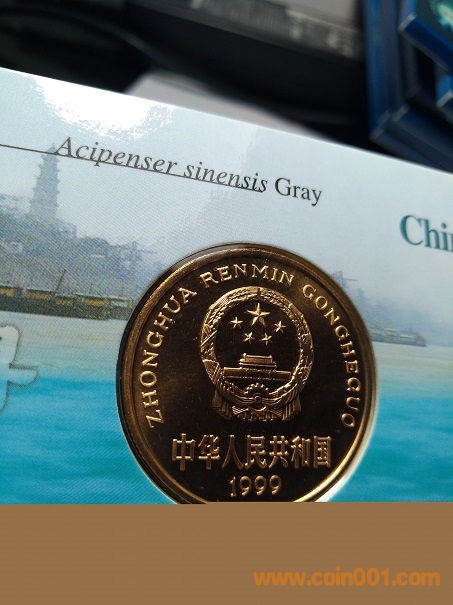 Acipenser sinensis Gray
Chin
ZHONGHUA RENMIN GONGHEGUO
中华人民共和国
1999
www.coin001.com